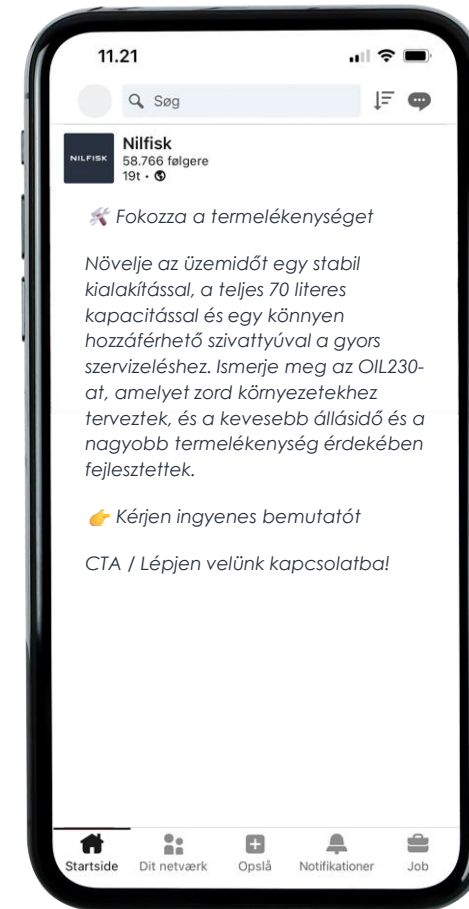 11.21
Søg
NILFISK
Nilfisk
58.766 følgere
19t •
🛠️ Fokozza a termelékenységet
Növelje az üzemidőt egy stabil
kialakítással, a teljes 70 literes
kapacitással és egy könnyen
hozzáférhető szivattyúval a gyors
szervizeléshez. Ismerje meg az OIL230-
at, amelyet zord környezetekhez
terveztek, és a kevesebb állásidő és a
nagyobb termelékenység érdekében
fejlesztettek.
👉 Kérjen ingyenes bemutatót
CTA / Lépjen velünk kapcsolatba!
Startside Dit netværk Opslå Notifikationer Job